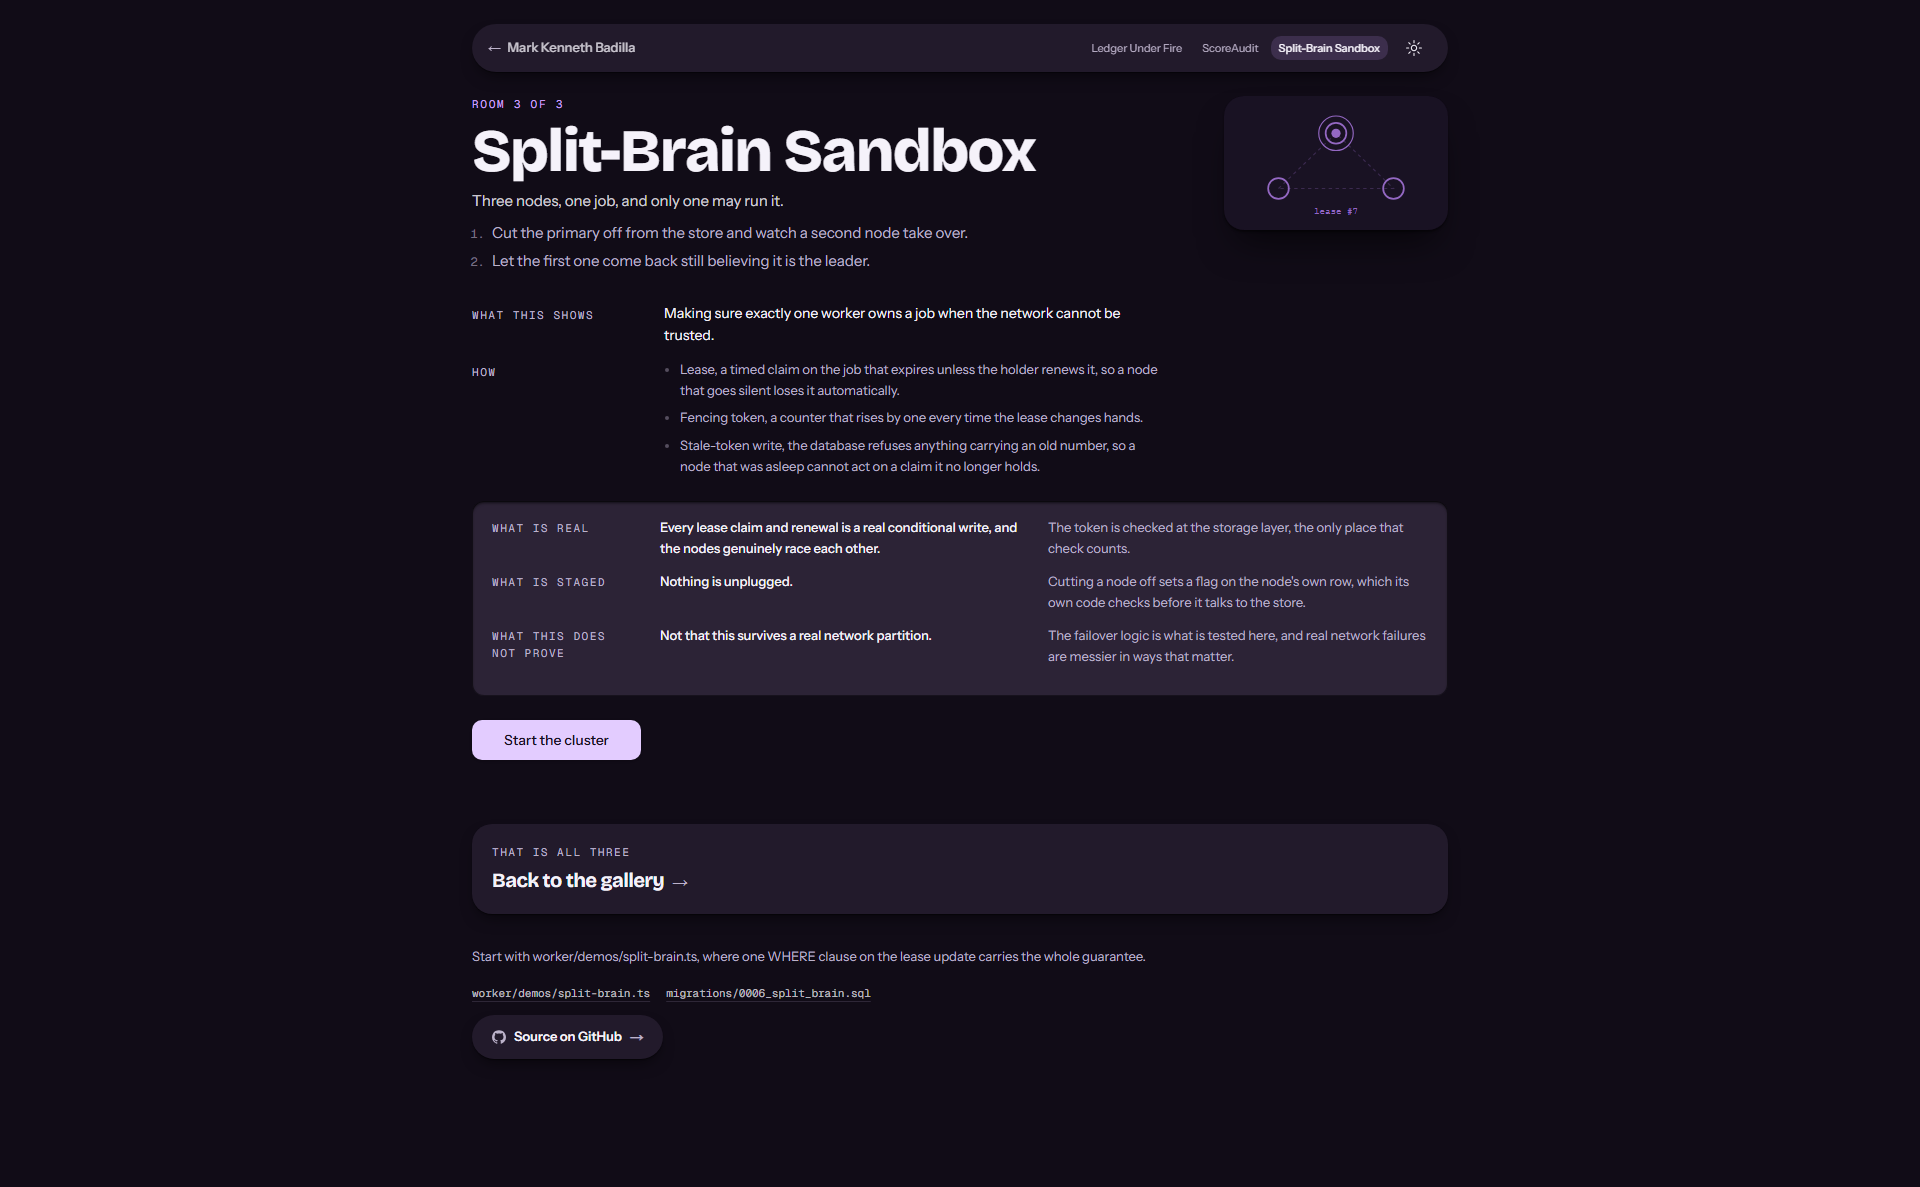 ← Mark Kenneth Badilla
Ledger Under Fire
ScoreAudit
Split-Brain Sandbox
ROOM 3 OF 3
Split-Brain Sandbox
Three nodes, one job, and only one may run it.
1. Cut the primary off from the store and watch a second node take over.
2. Let the first one come back still believing it is the leader.
lease #7
WHAT THIS SHOWS
Making sure exactly one worker owns a job when the network cannot be
trusted.
HOW
• Lease, a timed claim on the job that expires unless the holder renews it, so a node
that goes silent loses it automatically.
• Fencing token, a counter that rises by one every time the lease changes hands.
• Stale-token write, the database refuses anything carrying an old number, so a
node that was asleep cannot act on a claim it no longer holds.
WHAT IS REAL
Every lease claim and renewal is a real conditional write, and
the nodes genuinely race each other.
The token is checked at the storage layer, the only place that
check counts.
WHAT IS STAGED
Nothing is unplugged.
Cutting a node off sets a flag on the node's own row, which its
own code checks before it talks to the store.
WHAT THIS DOES
NOT PROVE
Not that this survives a real network partition.
The failover logic is what is tested here, and real network failures
are messier in ways that matter.
Start the cluster
THAT IS ALL THREE
Back to the gallery →
Start with worker/demos/split-brain.ts, where one WHERE clause on the lease update carries the whole guarantee.
worker/demos/split-brain.ts
migrations/0006_split_brain.sql
Source on GitHub →